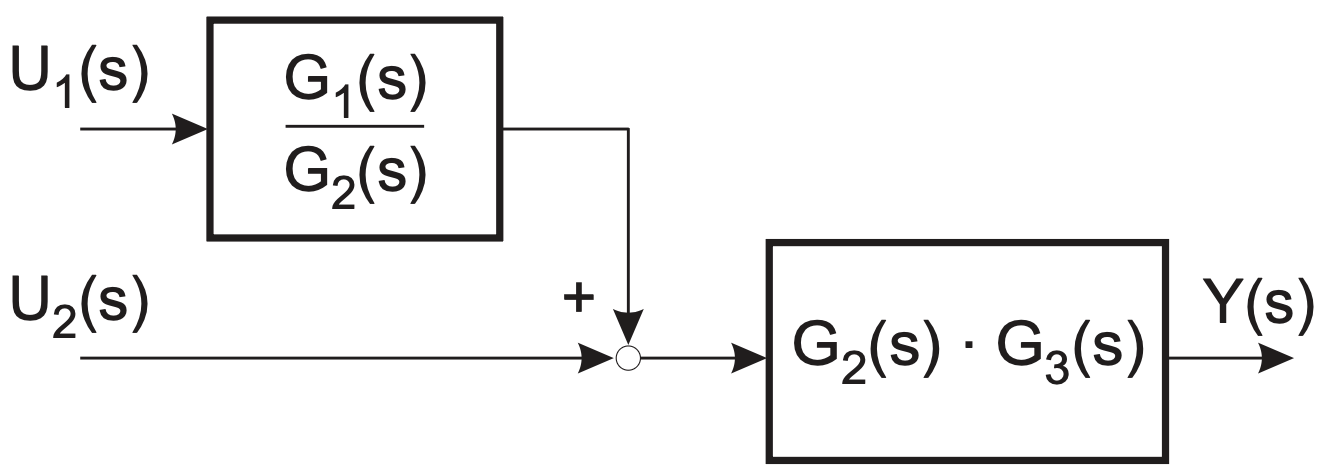 U₁(s)
G₁(s)
G₂(s)
U₂(s)
+
G₂(s) · G₃(s)
Y(s)